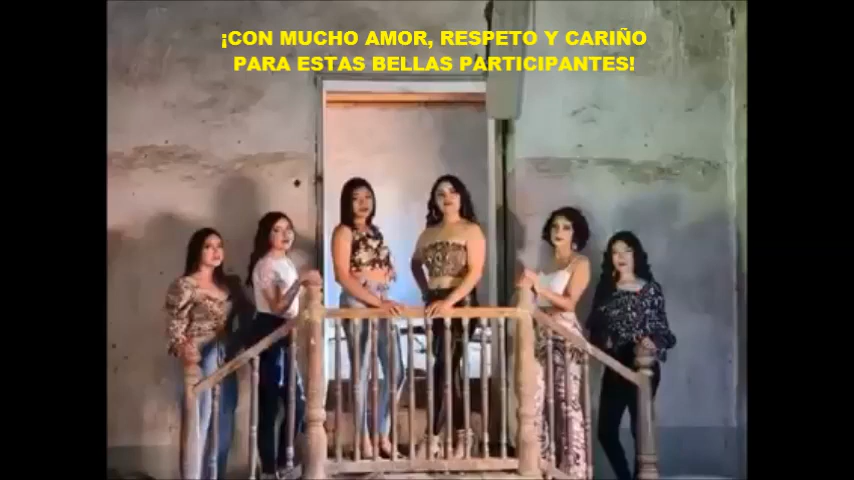 ¡CON MUCHO AMOR, RESPETO Y CARIÑO
PARA ESTAS BELLAS PARTICIPANTES!